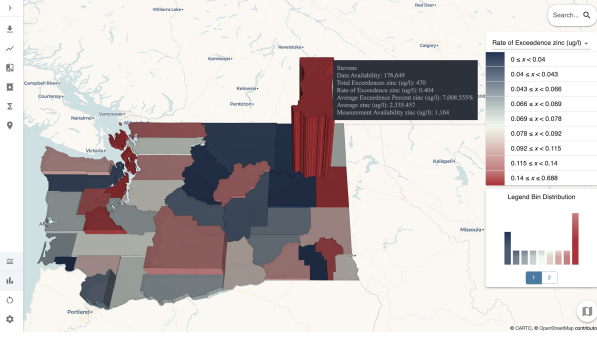 Williams Lake
Red Deer
Search...
Revelstoke
Calgary
Kamloops
Kelowna
Penticton
Campbell River
Courtenay
Nanaimo
Vancouver
Victoria
Kalispell
Missoula
Portland
Stevens
Data Availability: 176,649
Total Exceedences zinc (ug/l): 470
Rate of Exceedence zinc (ug/l): 0.404
Average Exceedence Percent zinc (ug/l): 7,008.555%
Average zinc (ug/l): 2,335.457
Measurement Availability zinc (ug/l): 1,164
Rate of Exceedence zinc (ug/l)
0 ≤ x < 0.04
0.04 ≤ x < 0.043
0.043 ≤ x < 0.066
0.066 ≤ x < 0.069
0.069 ≤ x < 0.078
0.078 ≤ x < 0.092
0.092 ≤ x < 0.115
0.115 ≤ x < 0.14
0.14 ≤ x < 0.688
Legend Bin Distribution
1 2
© CARTO, © OpenStreetMap contributo